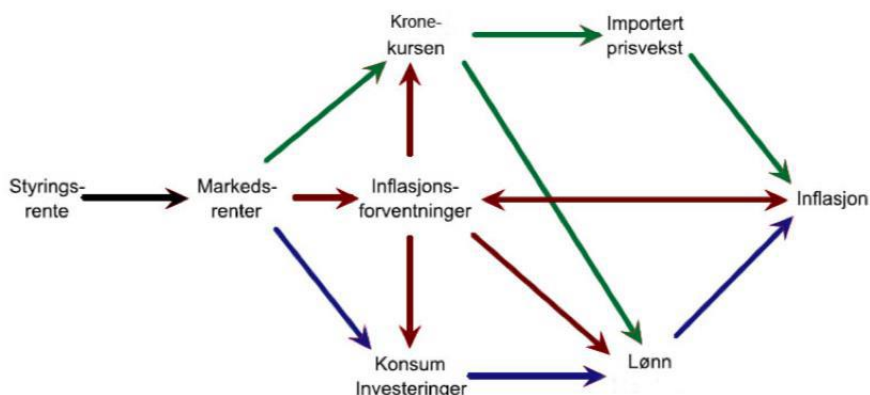 Krone-
kursen
Importert
prisvekst
Styrings-
rente
Markeds-
renter
Inflasjons-
forventninger
Inflasjon
Konsum
Investeringer
Lønn